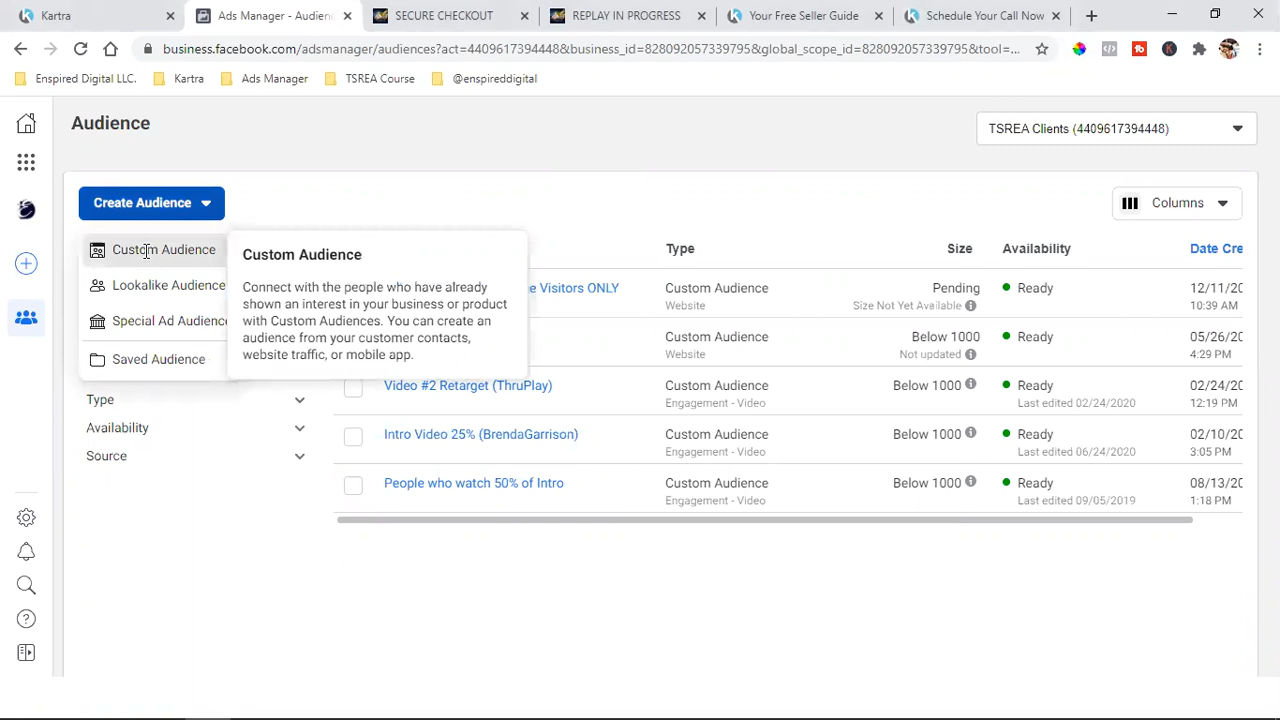 Kartra
Ads Manager - Audienc
SECURE CHECKOUT
REPLAY IN PROGRESS
Your Free Seller Guide
Schedule Your Call Now
business.facebook.com/adsmanager/audiences?act=4409617394448&business_id=828092057339795&global_scope_id=828092057339795&tool=...
Enspired Digital LLC.
Kartra
Ads Manager
TSREA Course
@enspireddigital
Audience
TSREA Clients (4409617394448)
Create Audience
Columns
Custom Audience
Lookalike Audience
Special Ad Audience
Saved Audience
Custom Audience
Connect with the people who have already
shown an interest in your business or product
with Custom Audiences. You can create an
audience from your customer contacts,
website traffic, or mobile app.
Type
Availability
Source
Type Size Availability Date Cre
e Visitors ONLY Custom Audience Pending Ready 12/11/20
Website Size Not Yet Available 10:39 AM
Custom Audience Below 1000 Ready 05/26/20
Website Not updated 4:29 PM
Video #2 Retarget (ThruPlay) Custom Audience Below 1000 Ready 02/24/20
Engagement - Video Last edited 02/24/2020 12:19 PM
Intro Video 25% (BrendaGarrison) Custom Audience Below 1000 Ready 02/10/20
Engagement - Video Last edited 06/24/2020 3:05 PM
People who watch 50% of Intro Custom Audience Below 1000 Ready 08/13/20
Engagement - Video Last edited 09/05/2019 1:18 PM